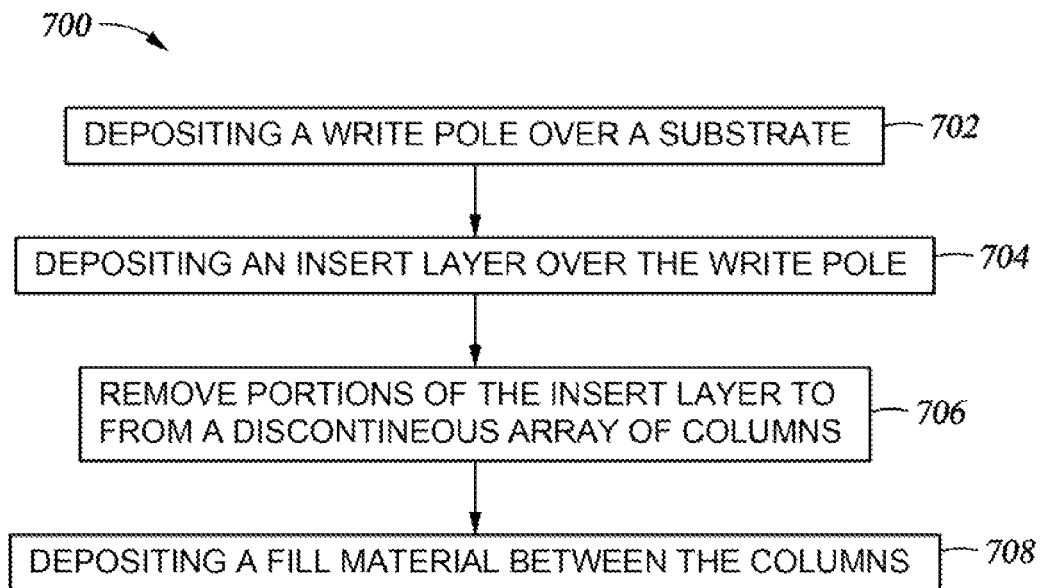 700
DEPOSITING A WRITE POLE OVER A SUBSTRATE
702
DEPOSITING AN INSERT LAYER OVER THE WRITE POLE
704
REMOVE PORTIONS OF THE INSERT LAYER TO
FROM A DISCONTINEOUS ARRAY OF COLUMNS
706
DEPOSITING A FILL MATERIAL BETWEEN THE COLUMNS
708